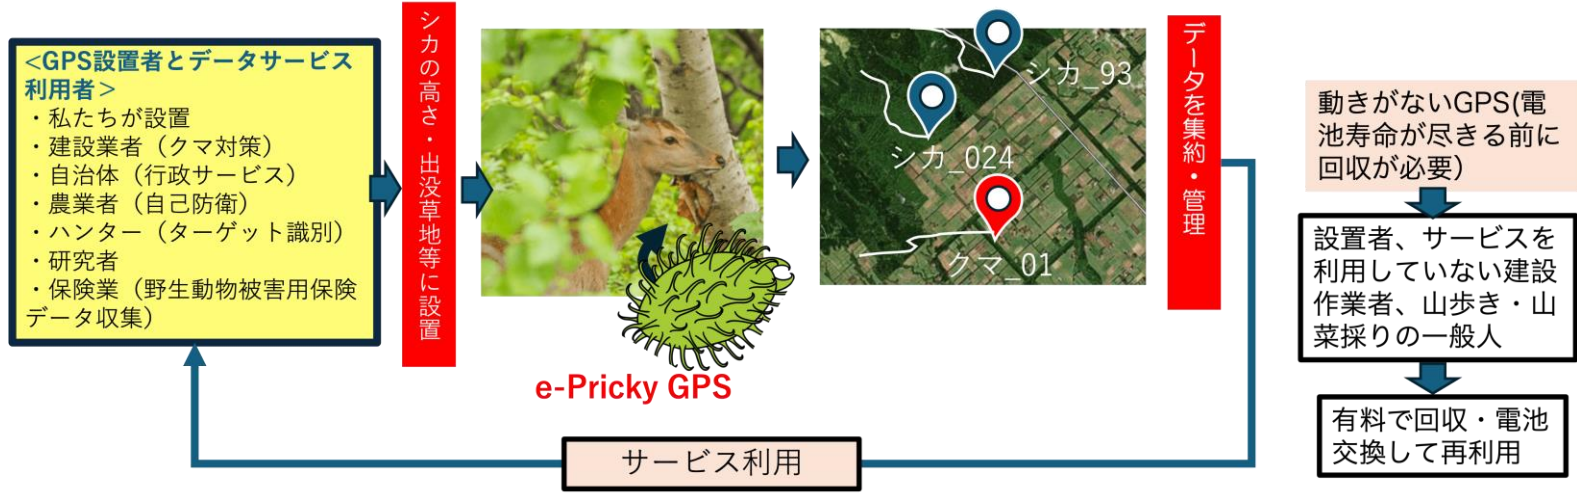 <GPS設置者とデータサービス
利用者＞
・私たちが設置
・建設業者（クマ対策）
・自治体（行政サービス）
・農業者（自己防衛）
・ハンター（ターゲット識別）
・研究者
・保険業（野生動物被害用保険
データ収集）
シカの高さ・出没草地等に設置
e-Pricky GPS
シカ_93
シカ_024
クマ_01
データを集約・管理
サービス利用
動きがないGPS(電
池寿命が尽きる前に
回収が必要）
設置者、サービスを
利用していない建設
作業者、山歩き・山
菜採りの一般人
有料で回収・電池
交換して再利用